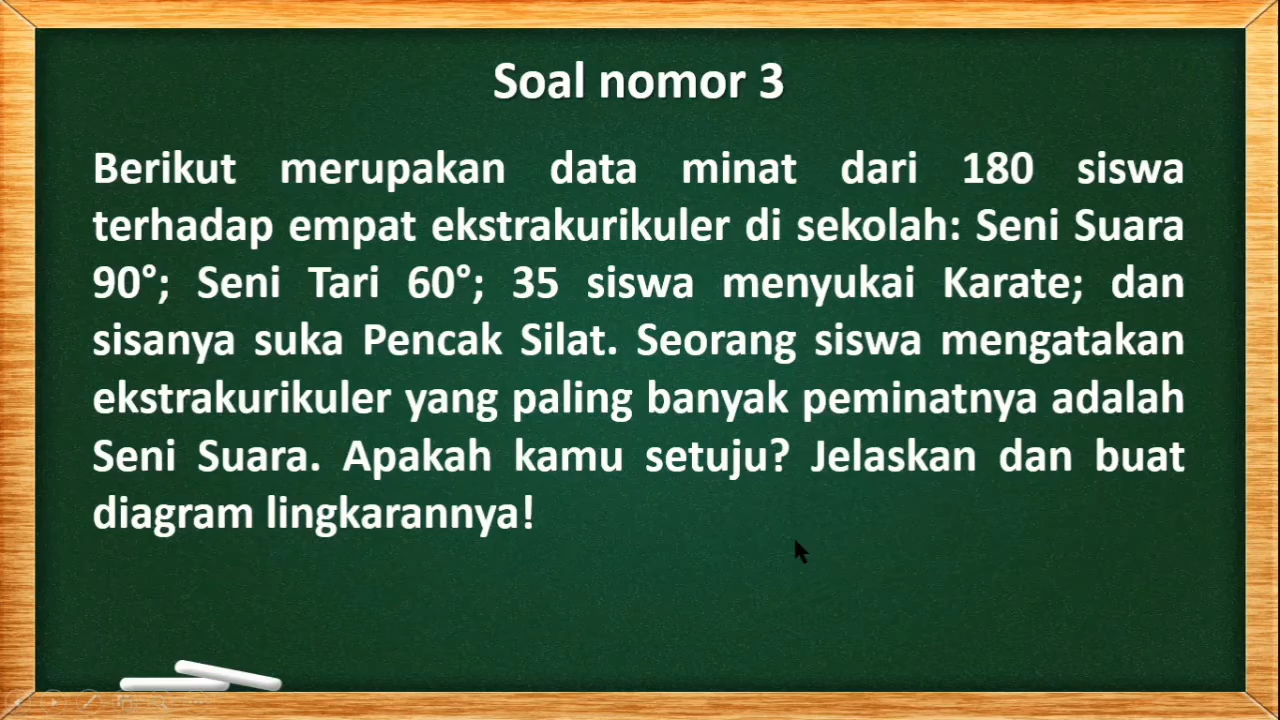 Soal nomor 3
Berikut merupakan data minat dari 180 siswa
terhadap empat ekstrakurikuler di sekolah: Seni Suara
90°; Seni Tari 60°; 35 siswa menyukai Karate; dan
sisanya suka Pencak Silat. Seorang siswa mengatakan
ekstrakurikuler yang paling banyak peminatnya adalah
Seni Suara. Apakah kamu setuju? Jelaskan dan buat
diagram lingkarannya!